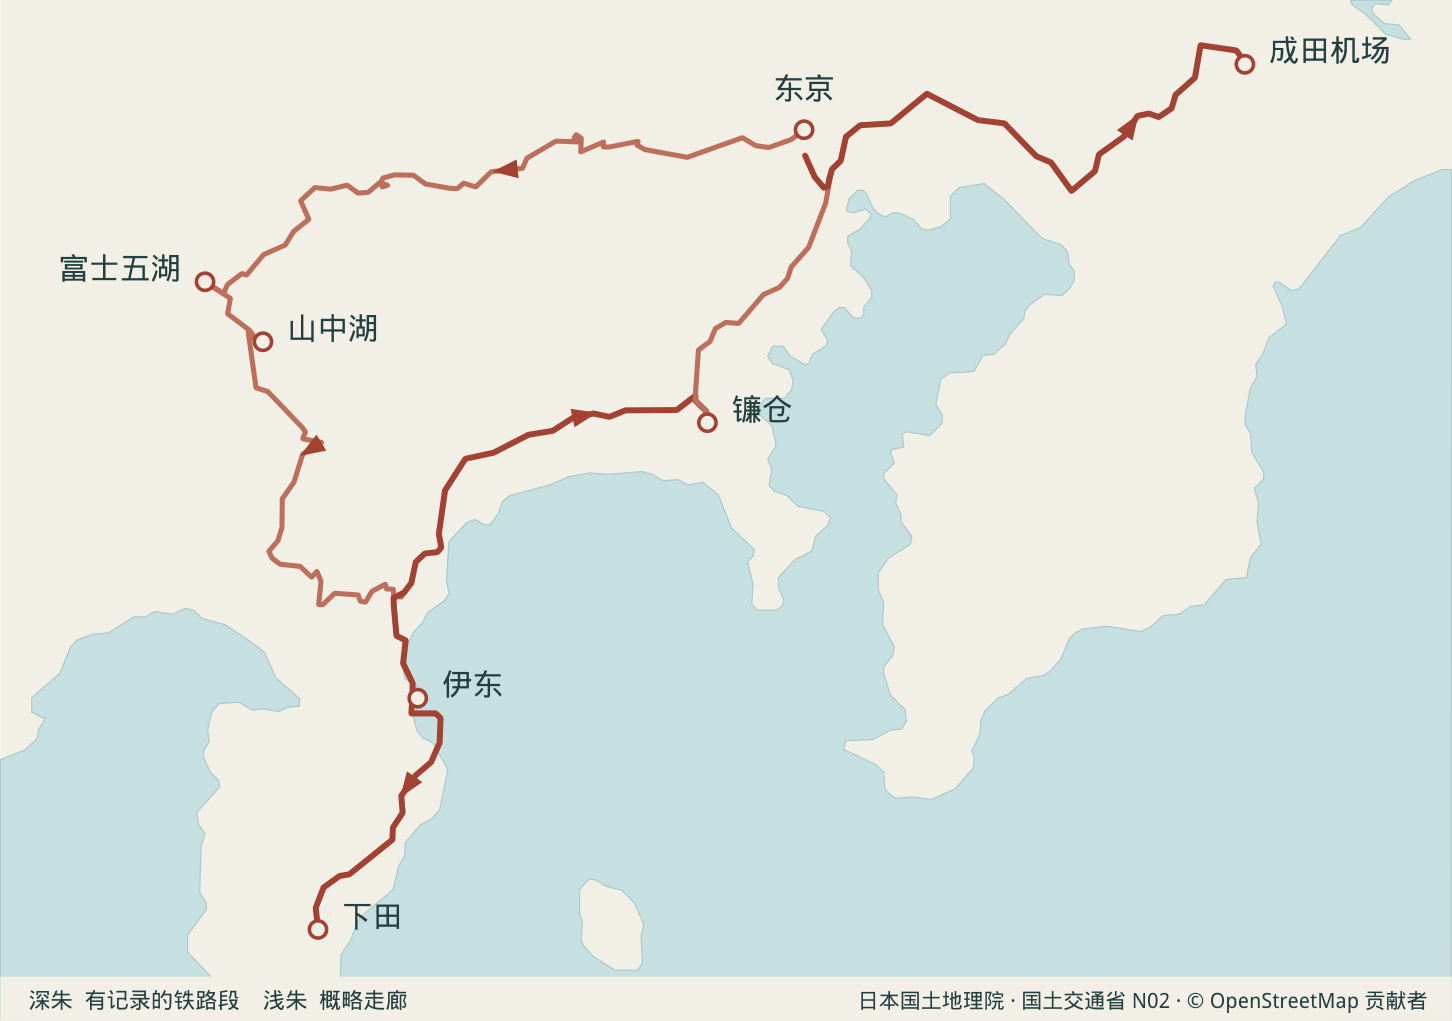 成田机场
东京
富士五湖
山中湖
镰仓
伊东
下田
深朱 有记录的铁路段 浅朱 概略走廊
日本国土地理院 · 国土交通省 N02 · © OpenStreetMap 贡献者